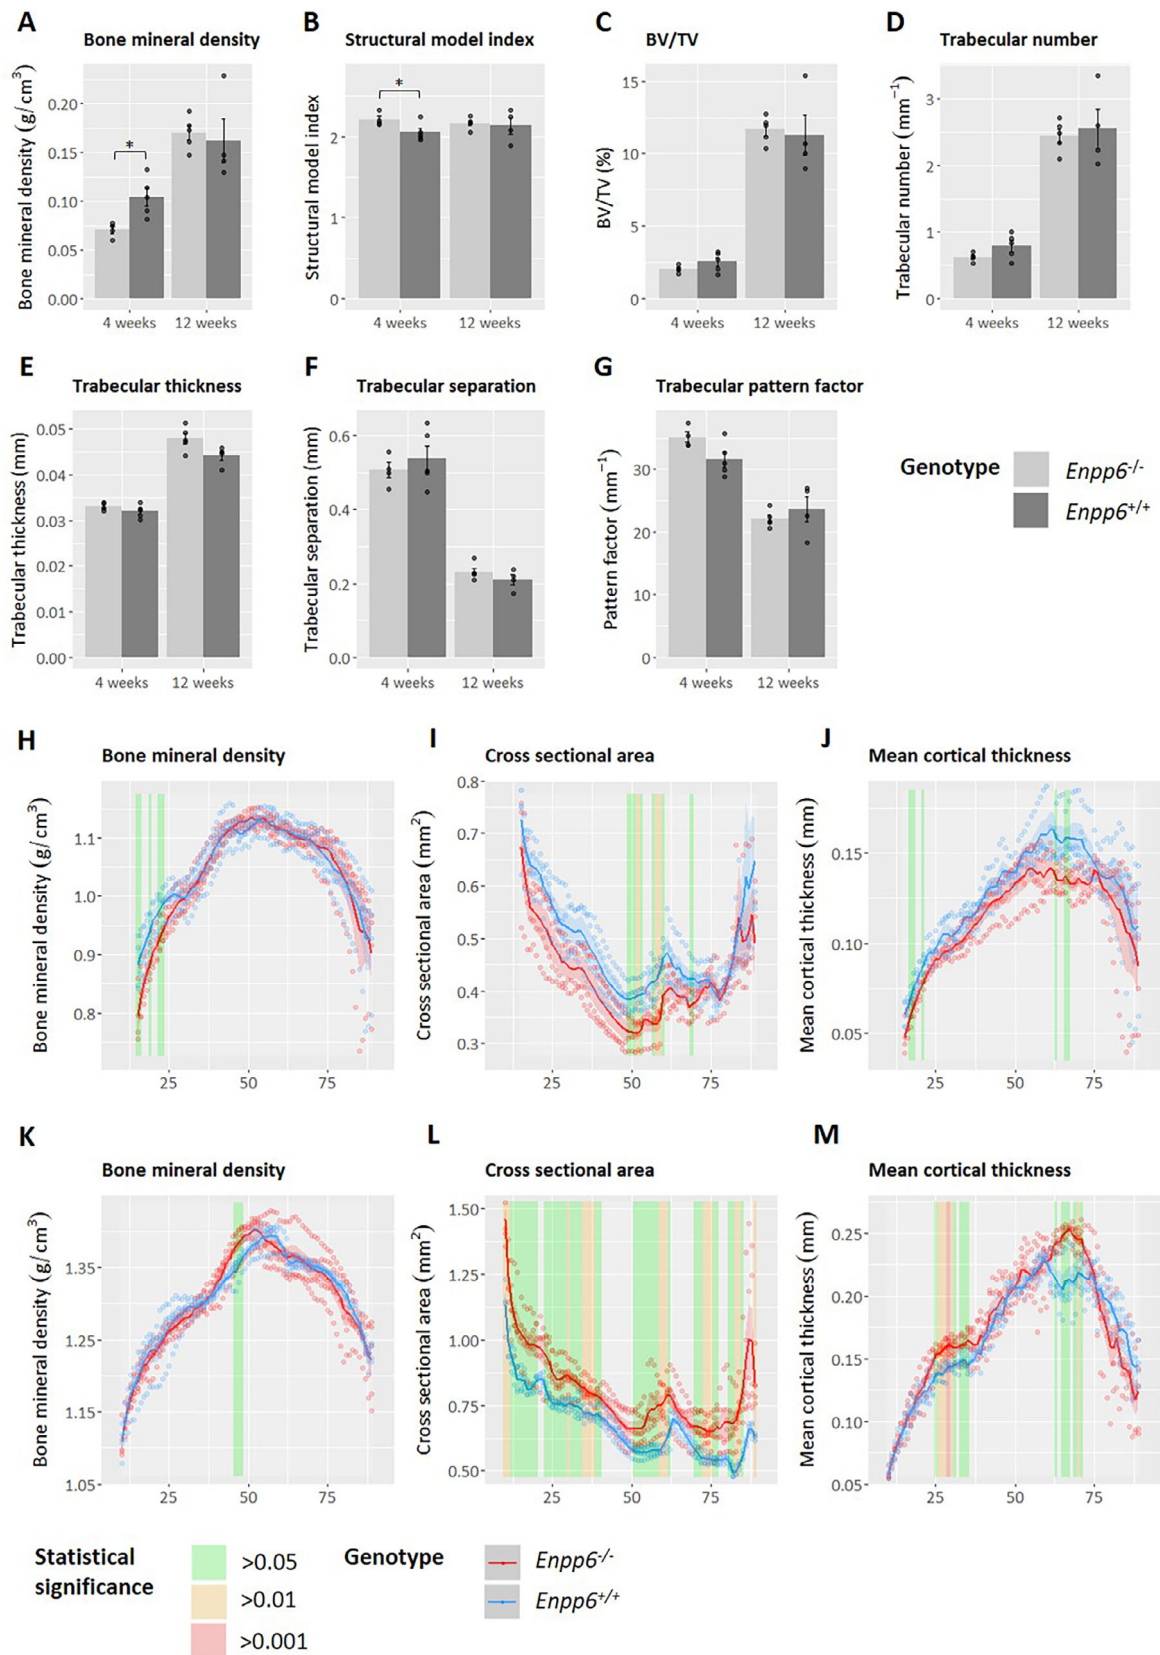 A
Bone mineral density
Bone mineral density (g/cm³)
0.20
0.15
0.10
0.05
0.00
*
4 weeks
12 weeks
B
Structural model index
Structural model index
2
1
0
*
4 weeks
12 weeks
C
BV/TV
BV/TV (%)
15
10
5
0
4 weeks
12 weeks
D
Trabecular number
Trabecular number (mm⁻¹)
3
2
1
0
4 weeks
12 weeks
E
Trabecular thickness
Trabecular thickness (mm)
0.05
0.04
0.03
0.02
0.01
0.00
4 weeks
12 weeks
F
Trabecular separation
Trabecular separation (mm)
0.6
0.4
0.2
0.0
4 weeks
12 weeks
G
Trabecular pattern factor
Pattern factor (mm⁻¹)
30
20
10
0
4 weeks
12 weeks
Genotype
Enpp6⁻/⁻
Enpp6⁺/⁺
H
Bone mineral density
Bone mineral density (g/cm³)
1.1
1.0
0.9
0.8
25
50
75
I
Cross sectional area
Cross sectional area (mm²)
0.8
0.7
0.6
0.5
0.4
0.3
25
50
75
J
Mean cortical thickness
Mean cortical thickness (mm)
0.15
0.10
0.05
25
50
75
K
Bone mineral density
Bone mineral density (g/cm³)
1.35
1.25
1.15
1.05
25
50
75
L
Cross sectional area
Cross sectional area (mm²)
1.50
1.25
1.00
0.75
0.50
25
50
75
M
Mean cortical thickness
Mean cortical thickness (mm)
0.25
0.20
0.15
0.10
0.05
25
50
75
Statistical
significance
>0.05
>0.01
>0.001
Genotype
Enpp6⁻/⁻
Enpp6⁺/⁺